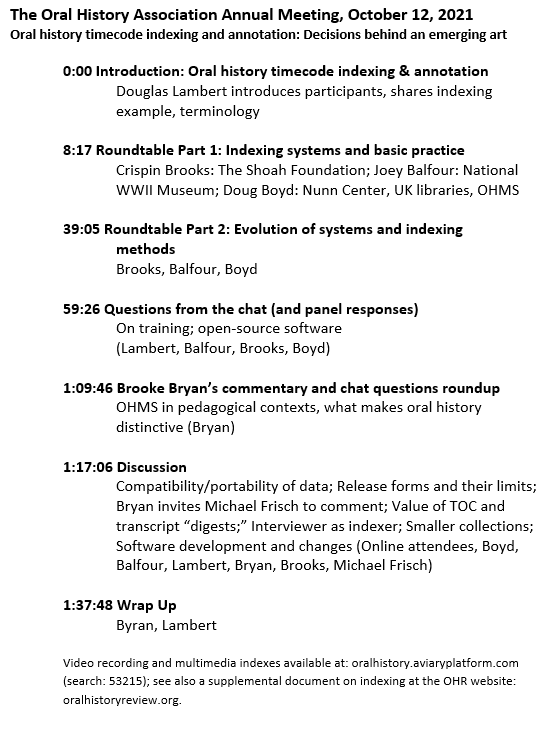 The Oral History Association Annual Meeting, October 12, 2021
Oral history timecode indexing and annotation: Decisions behind an emerging art
0:00 Introduction: Oral history timecode indexing & annotation
Douglas Lambert introduces participants, shares indexing
example, terminology
8:17 Roundtable Part 1: Indexing systems and basic practice
Crispin Brooks: The Shoah Foundation; Joey Balfour: National
WWII Museum; Doug Boyd: Nunn Center, UK libraries, OHMS
39:05 Roundtable Part 2: Evolution of systems and indexing
methods
Brooks, Balfour, Boyd
59:26 Questions from the chat (and panel responses)
On training; open-source software
(Lambert, Balfour, Brooks, Boyd)
1:09:46 Brooke Bryan’s commentary and chat questions roundup
OHMS in pedagogical contexts, what makes oral history
distinctive (Bryan)
1:17:06 Discussion
Compatibility/portability of data; Release forms and their limits;
Bryan invites Michael Frisch to comment; Value of TOC and
transcript “digests;” Interviewer as indexer; Smaller collections;
Software development and changes (Online attendees, Boyd,
Balfour, Lambert, Bryan, Brooks, Michael Frisch)
1:37:48 Wrap Up
Byran, Lambert
Video recording and multimedia indexes available at: oralhistory.aviaryplatform.com
(search: 53215); see also a supplemental document on indexing at the OHR website:
oralhistoryreview.org.